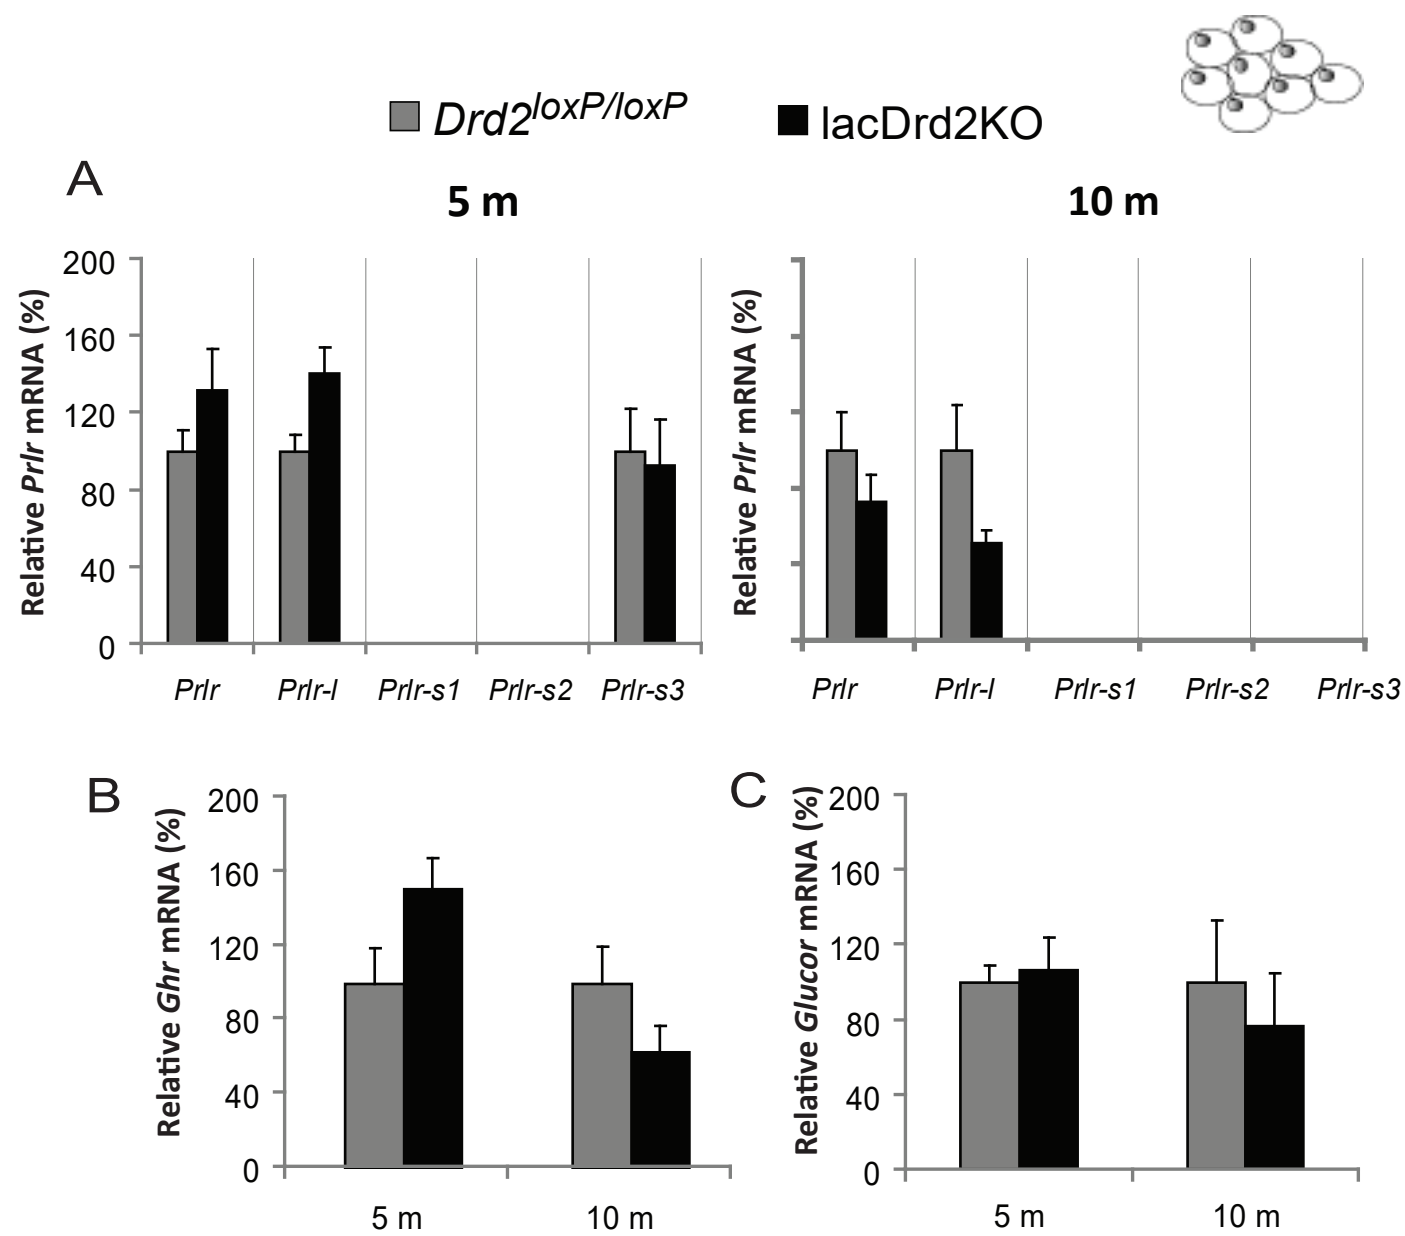 Drd2loxP/loxP lacDrd2KO
A
5 m 10 m
Relative Prlr mRNA (%)
200
160
120
80
40
0
Prlr Prlr-l Prlr-s1 Prlr-s2 Prlr-s3
Relative Prlr mRNA (%)
Prlr Prlr-l Prlr-s1 Prlr-s2 Prlr-s3
B
Relative Ghr mRNA (%)
200
160
120
80
40
0
5 m 10 m
C
Relative Glucor mRNA (%)
200
160
120
80
40
0
5 m 10 m